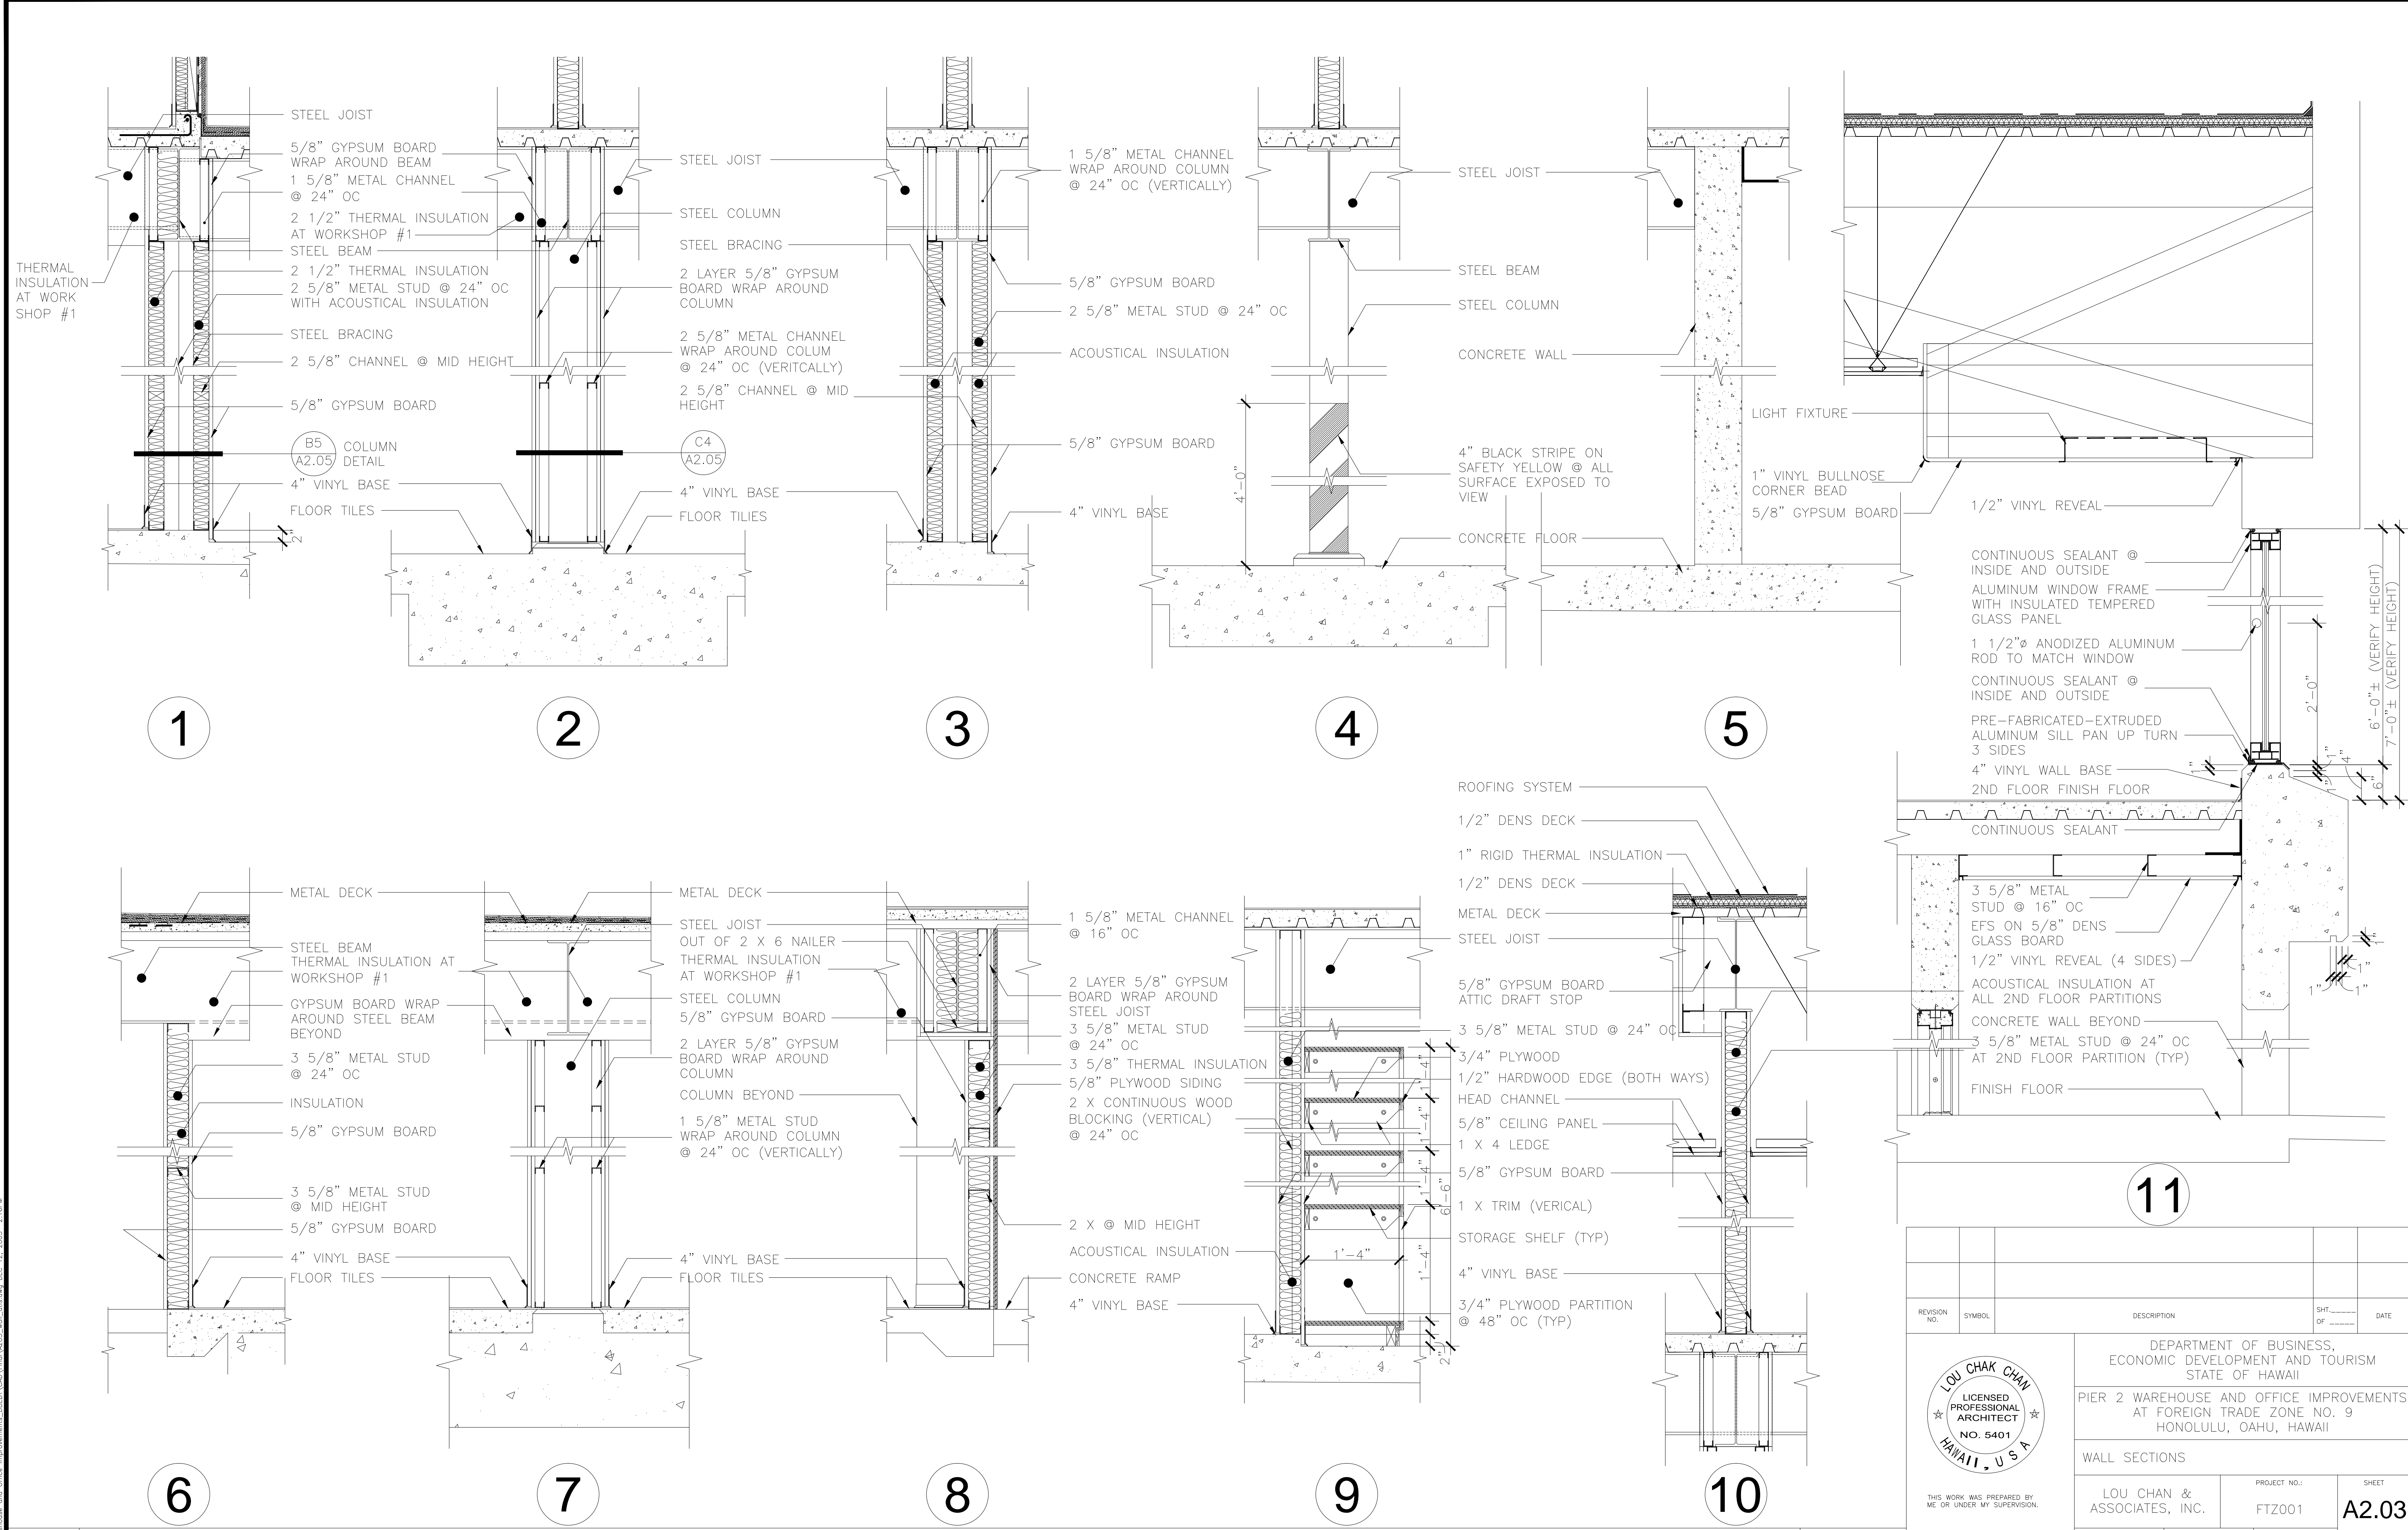 STEEL JOIST
5/8" GYPSUM BOARD
WRAP AROUND BEAM
1 5/8" METAL CHANNEL
@ 24" OC
2 1/2" THERMAL INSULATION
AT WORKSHOP #1
STEEL BEAM
THERMAL
INSULATION
AT WORK
SHOP #1
2 1/2" THERMAL INSULATION
2 5/8" METAL STUD @ 24" OC
WITH ACOUSTICAL INSULATION
STEEL BRACING
2 5/8" CHANNEL @ MID HEIGHT
5/8" GYPSUM BOARD
B5
A2.05
COLUMN
DETAIL
4" VINYL BASE
FLOOR TILES
2"
1
STEEL JOIST
STEEL COLUMN
STEEL BRACING
2 LAYER 5/8" GYPSUM
BOARD WRAP AROUND
COLUMN
2 5/8" METAL CHANNEL
WRAP AROUND COLUM
@ 24" OC (VERITCALLY)
2 5/8" CHANNEL @ MID
HEIGHT
C4
A2.05
4" VINYL BASE
FLOOR TILIES
2
1 5/8" METAL CHANNEL
WRAP AROUND COLUMN
@ 24" OC (VERTICALLY)
5/8" GYPSUM BOARD
2 5/8" METAL STUD @ 24" OC
ACOUSTICAL INSULATION
5/8" GYPSUM BOARD
4" VINYL BASE
3
STEEL JOIST
STEEL BEAM
STEEL COLUMN
CONCRETE WALL
4'-0"
4" BLACK STRIPE ON
SAFETY YELLOW @ ALL
SURFACE EXPOSED TO
VIEW
CONCRETE FLOOR
4
5
LIGHT FIXTURE
1" VINYL BULLNOSE
CORNER BEAD
5/8" GYPSUM BOARD
1/2" VINYL REVEAL
CONTINUOUS SEALANT @
INSIDE AND OUTSIDE
ALUMINUM WINDOW FRAME
WITH INSULATED TEMPERED
GLASS PANEL
1 1/2"ø ANODIZED ALUMINUM
ROD TO MATCH WINDOW
CONTINUOUS SEALANT @
INSIDE AND OUTSIDE
PRE-FABRICATED-EXTRUDED
ALUMINUM SILL PAN UP TURN
3 SIDES
4" VINYL WALL BASE
2ND FLOOR FINISH FLOOR
CONTINUOUS SEALANT
2'-0"
6'-0"± (VERIFY HEIGHT)
7'-0"± (VERIFY HEIGHT)
1"
1"
1"
4"
6"
3 5/8" METAL
STUD @ 16" OC
EFS ON 5/8" DENS
GLASS BOARD
1/2" VINYL REVEAL (4 SIDES)
ACOUSTICAL INSULATION AT
ALL 2ND FLOOR PARTITIONS
CONCRETE WALL BEYOND
3 5/8" METAL STUD @ 24" OC
AT 2ND FLOOR PARTITION (TYP)
FINISH FLOOR
1"
1"
1"
1"
11
METAL DECK
STEEL BEAM
THERMAL INSULATION AT
WORKSHOP #1
GYPSUM BOARD WRAP
AROUND STEEL BEAM
BEYOND
3 5/8" METAL STUD
@ 24" OC
INSULATION
5/8" GYPSUM BOARD
3 5/8" METAL STUD
@ MID HEIGHT
5/8" GYPSUM BOARD
4" VINYL BASE
FLOOR TILES
6
METAL DECK
STEEL JOIST
OUT OF 2 X 6 NAILER
THERMAL INSULATION
AT WORKSHOP #1
STEEL COLUMN
5/8" GYPSUM BOARD
2 LAYER 5/8" GYPSUM
BOARD WRAP AROUND
COLUMN
COLUMN BEYOND
1 5/8" METAL STUD
WRAP AROUND COLUMN
@ 24" OC (VERTICALLY)
4" VINYL BASE
FLOOR TILES
7
1 5/8" METAL CHANNEL
@ 16" OC
2 LAYER 5/8" GYPSUM
BOARD WRAP AROUND
STEEL JOIST
3 5/8" METAL STUD
@ 24" OC
3 5/8" THERMAL INSULATION
5/8" PLYWOOD SIDING
2 X CONTINUOUS WOOD
BLOCKING (VERTICAL)
@ 24" OC
2 X @ MID HEIGHT
ACOUSTICAL INSULATION
CONCRETE RAMP
4" VINYL BASE
8
ROOFING SYSTEM
1/2" DENS DECK
1" RIGID THERMAL INSULATION
1/2" DENS DECK
METAL DECK
STEEL JOIST
5/8" GYPSUM BOARD
ATTIC DRAFT STOP
3 5/8" METAL STUD @ 24" OC
3/4" PLYWOOD
1/2" HARDWOOD EDGE (BOTH WAYS)
HEAD CHANNEL
5/8" CEILING PANEL
1 X 4 LEDGE
5/8" GYPSUM BOARD
1 X TRIM (VERICAL)
STORAGE SHELF (TYP)
4" VINYL BASE
3/4" PLYWOOD PARTITION
@ 48" OC (TYP)
1'-4"
1'-4"
1'-4"
1'-4"
1'-4"
6'-6"
2"
9
10
REVISION
NO.
SYMBOL
DESCRIPTION
SHT.
OF
DATE
LOU CHAK CHAN
LICENSED
PROFESSIONAL
ARCHITECT
NO. 5401
HAWAII, U S A
THIS WORK WAS PREPARED BY
ME OR UNDER MY SUPERVISION.
DEPARTMENT OF BUSINESS,
ECONOMIC DEVELOPMENT AND TOURISM
STATE OF HAWAII
PIER 2 WAREHOUSE AND OFFICE IMPROVEMENTS
AT FOREIGN TRADE ZONE NO. 9
HONOLULU, OAHU, HAWAII
WALL SECTIONS
LOU CHAN &
ASSOCIATES, INC.
PROJECT NO.:
FTZ001
SHEET
A2.03